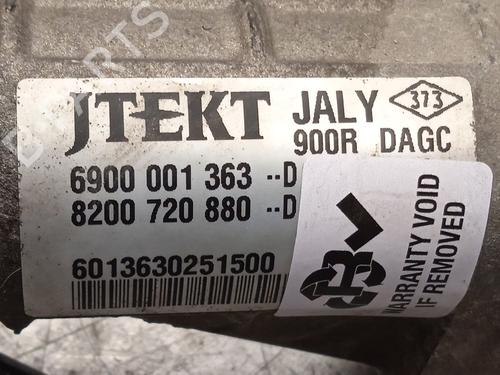 JTEKT JALY 373
900R DAGC
6900 001 363 --D
8200 720 880 --D
6013630251500
WARRANTY VOID
IF REMOVED